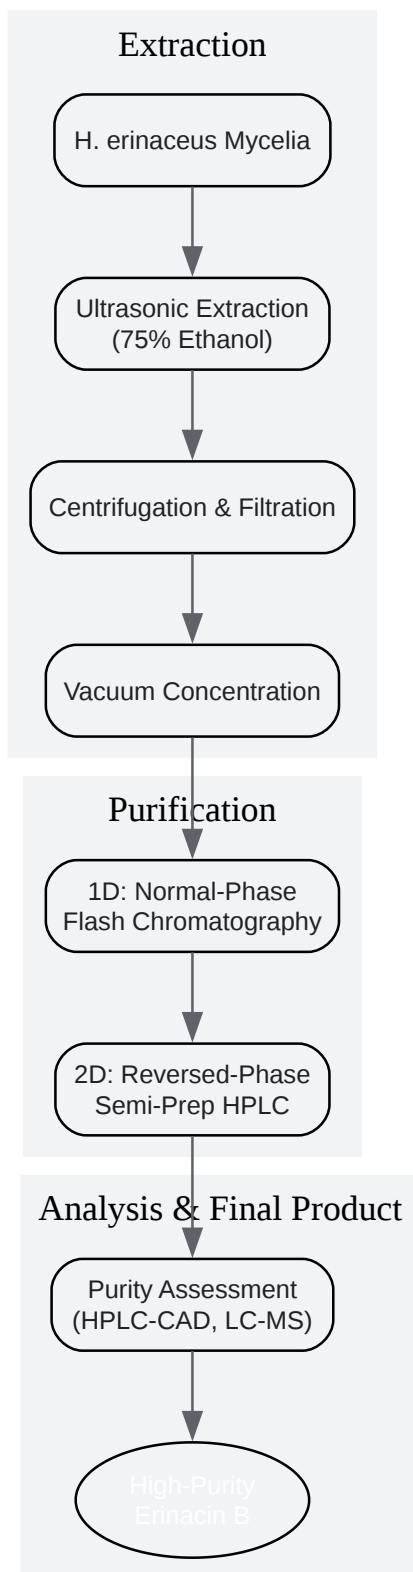 Extraction
H. erinaceus Mycelia
Ultrasonic Extraction
(75% Ethanol)
Centrifugation & Filtration
Vacuum Concentration
Purification
1D: Normal-Phase
Flash Chromatography
2D: Reversed-Phase
Semi-Prep HPLC
Analysis & Final Product
Purity Assessment
(HPLC-CAD, LC-MS)
High-Purity
Erinacin B